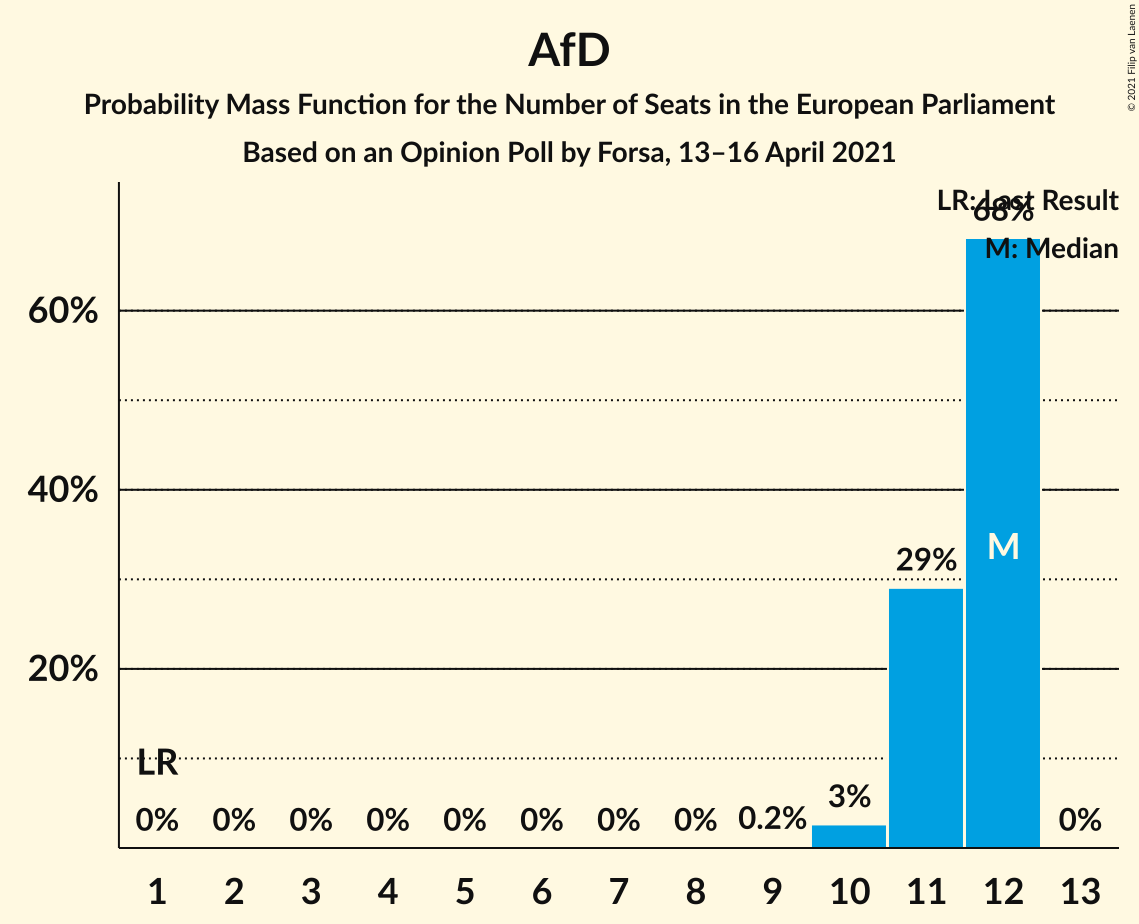 AfD
Probability Mass Function for the Number of Seats in the European Parliament
Based on an Opinion Poll by Forsa, 13–16 April 2021
© 2021 Filip van Laenen
LR: Last Result
68%
M: Median
60%
40%
M
29%
20%
LR
3%
0% 0% 0% 0% 0% 0% 0% 0% 0.2% 0%
1 2 3 4 5 6 7 8 9 10 11 12 13